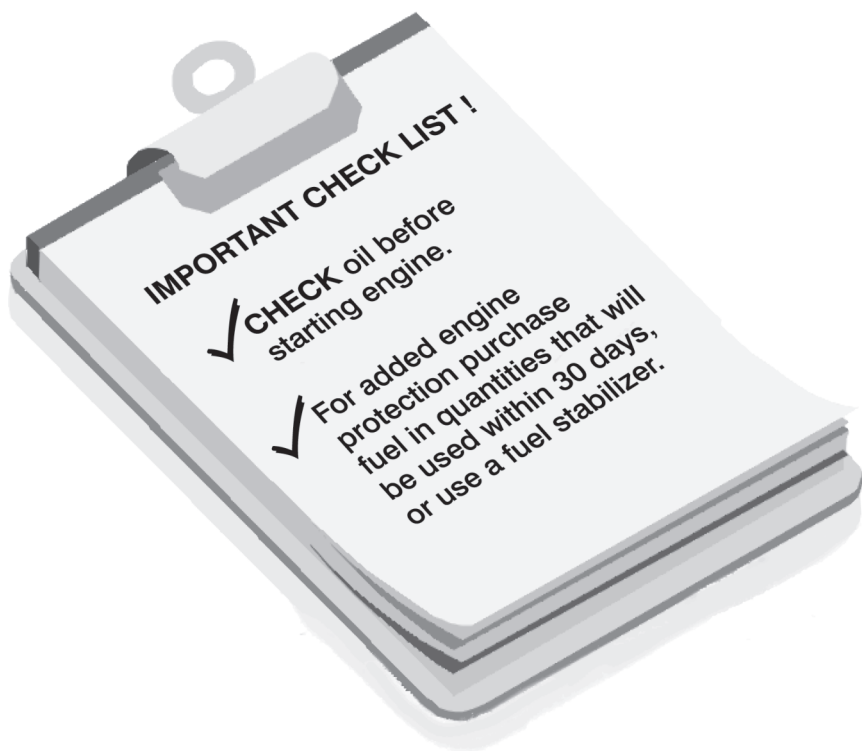 IMPORTANT CHECK LIST !
CHECK oil before
starting engine.
For added engine
protection purchase
fuel in quantities that will
be used within 30 days,
or use a fuel stabilizer.